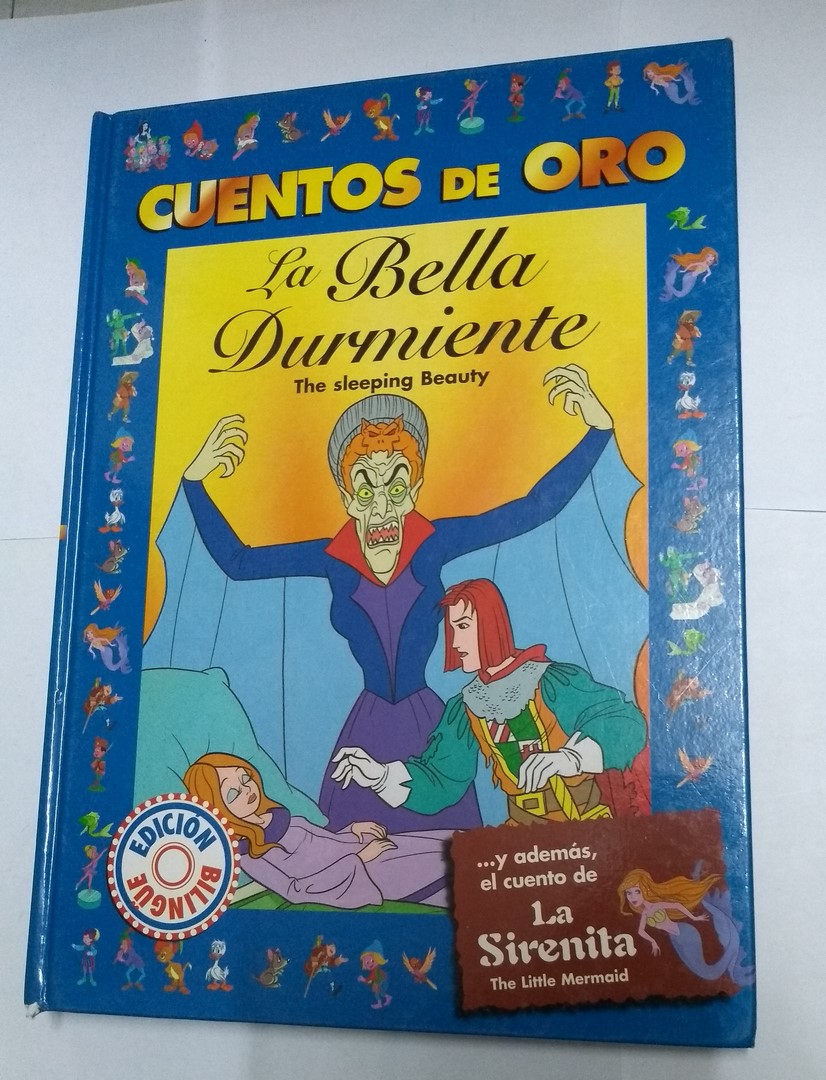 CUENTOS DE ORO
La Bella
Durmiente
The sleeping Beauty
EDICIÓN
BILINGÜE
...y además,
el cuento de
La
Sirenita
The Little Mermaid